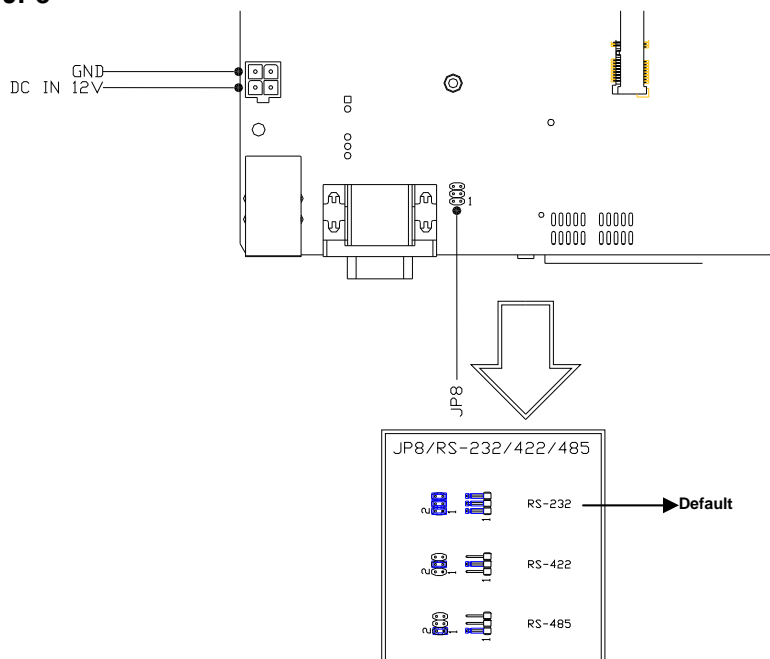 GND
DC IN 12V
1
JP8
JP8/RS-232/422/485
2 1 1 RS-232 Default
2 1 1 RS-422
2 1 1 RS-485